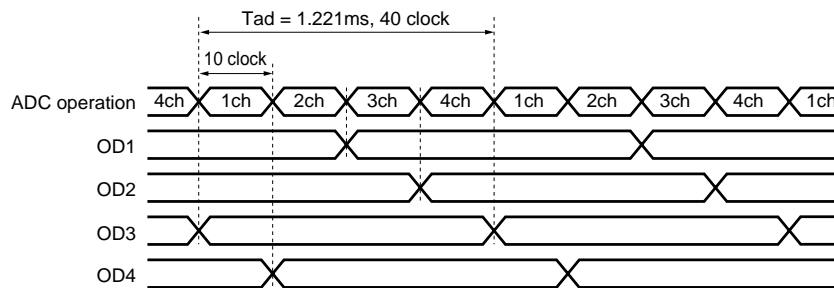 Tad = 1.221ms, 40 clock
10 clock
ADC operation 4ch 1ch 2ch 3ch 4ch 1ch 2ch 3ch 4ch 1ch
OD1
OD2
OD3
OD4